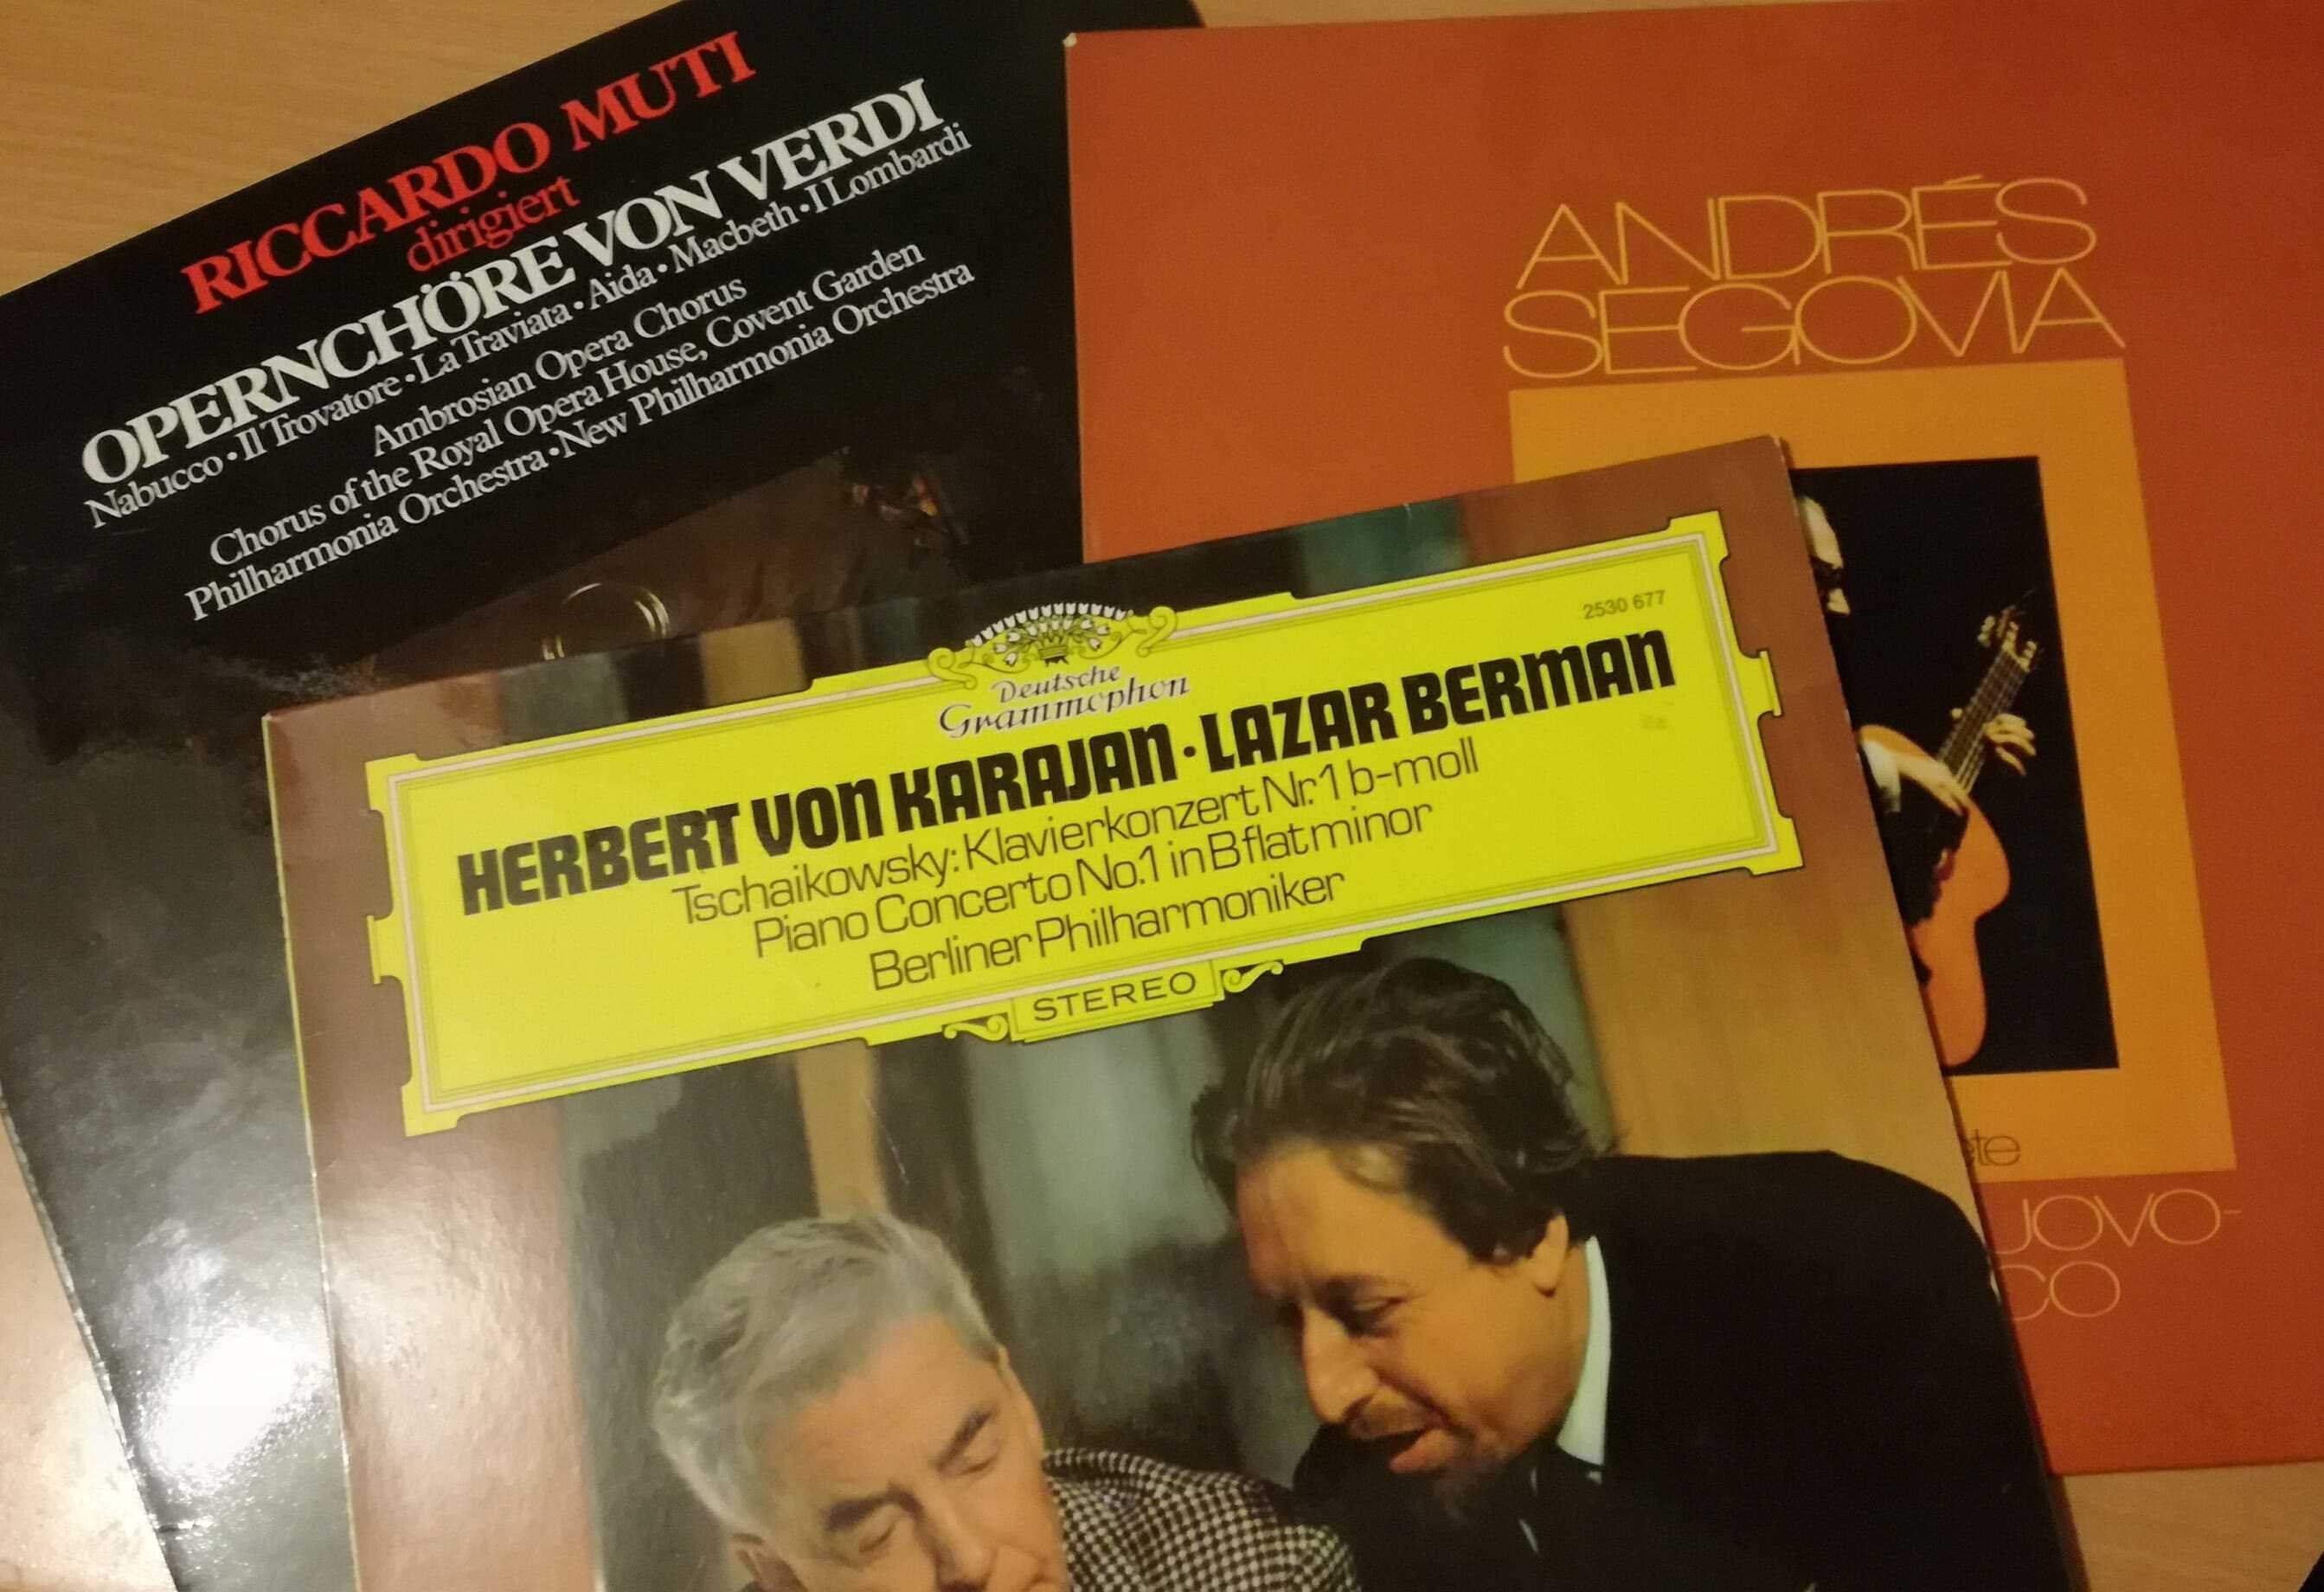 RICCARDO MUTI
dirigiert
OPERNCHÖRE VON VERDI
Nabucco • Il Trovatore • La Traviata • Aida • Macbeth • I Lombardi
Ambrosian Opera Chorus
Chorus of the Royal Opera House, Covent Garden
Philharmonia Orchestra • New Philharmonia Orchestra
ANDRÉS
SEGOVIA
2530 677
Deutsche
Grammophon
HERBERT VON KARAJAN · LAZAR BERMAN
Tschaikowsky: Klavierkonzert Nr. 1 b-moll
Piano Concerto No. 1 in B flat minor
Berliner Philharmoniker
STEREO